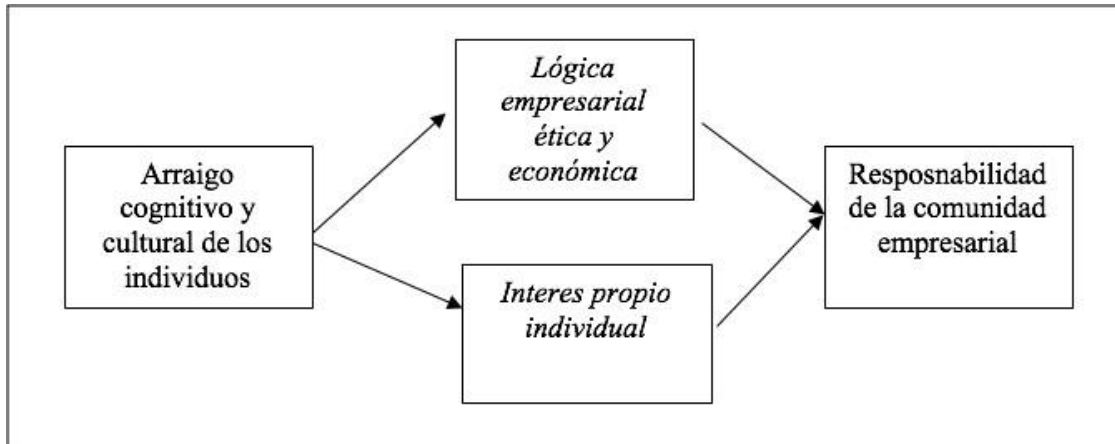 Arraigo
cognitivo y
cultural de los
individuos
Lógica
empresarial
ética y
económica
Interes propio
individual
Resposnabilidad
de la comunidad
empresarial